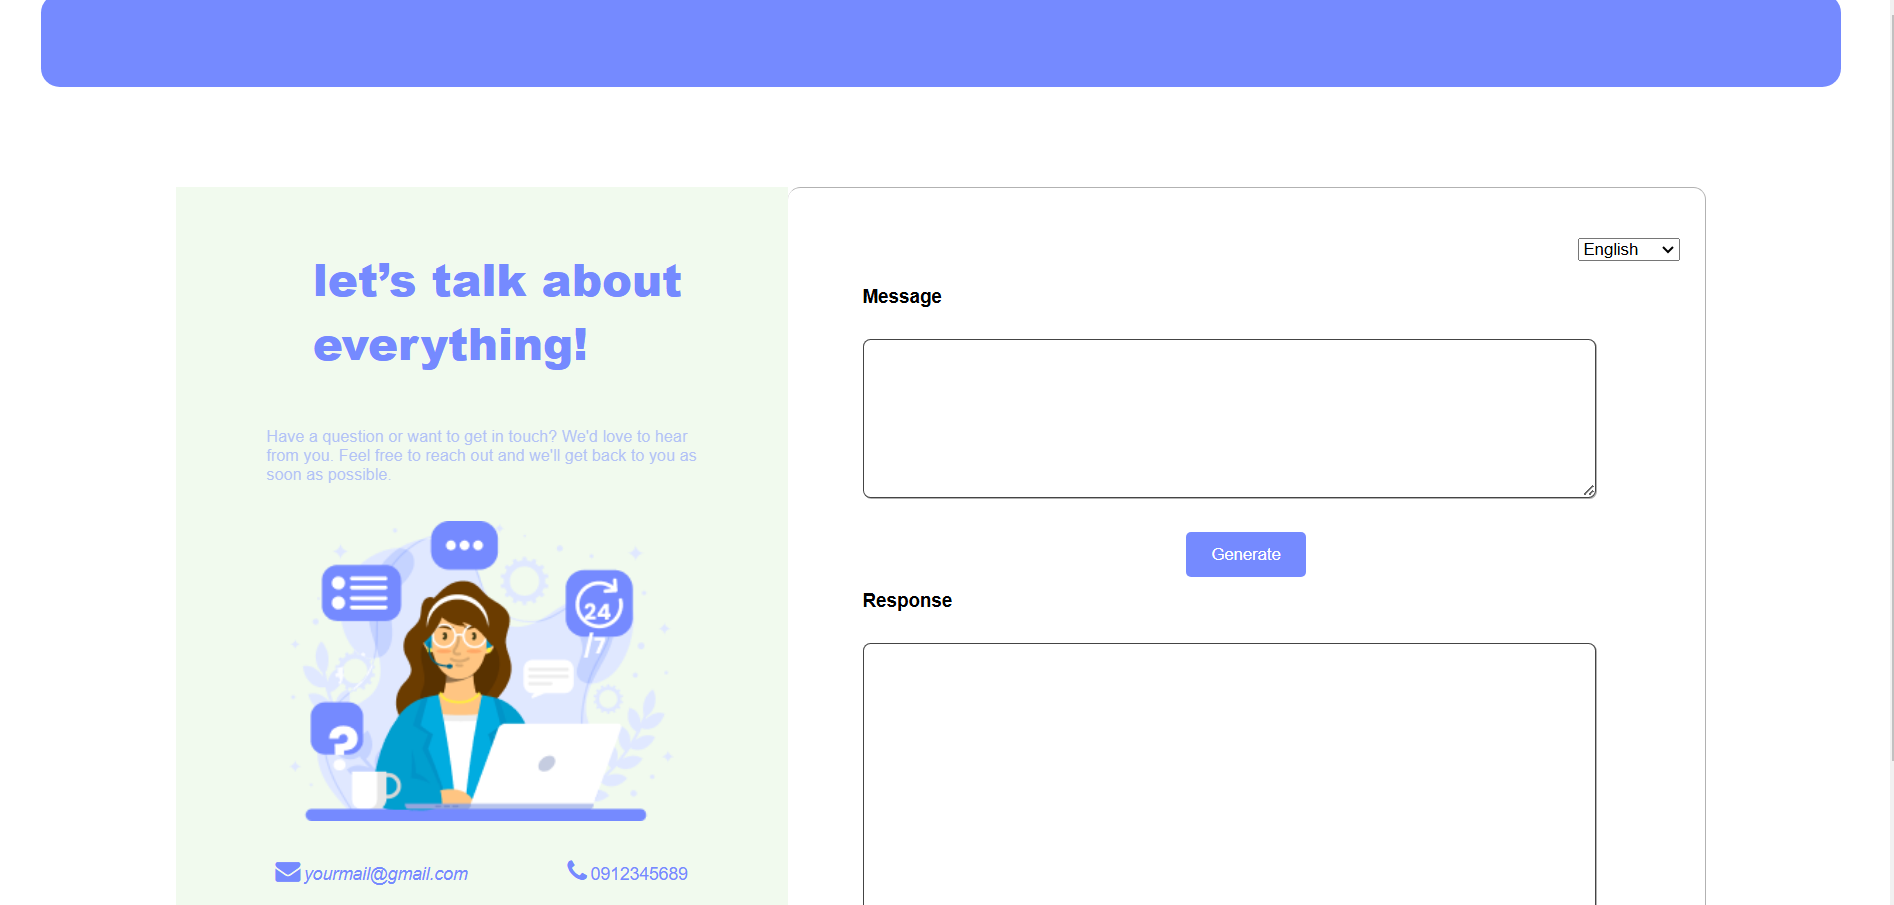 let’s talk about
everything!
Have a question or want to get in touch? We'd love to hear
from you. Feel free to reach out and we'll get back to you as
soon as possible.
24
/7
?
yourmail@gmail.com
0912345689
English
Message
Generate
Response